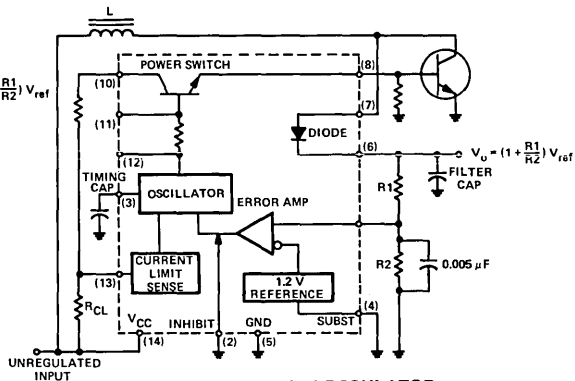 L
R1/R2) Vref
POWER SWITCH
(10)
(8)
(11)
(7)
DIODE
(12)
(6)
Vo = (1 + R1/R2) Vref
TIMING CAP
(3)
OSCILLATOR
ERROR AMP
R1
FILTER CAP
CURRENT LIMIT SENSE
(13)
1.2 V REFERENCE
R2
0.005 μF
RCL
VCC
INHIBIT
GND
SUBST
(4)
(14)
(2)
(5)
UNREGULATED INPUT